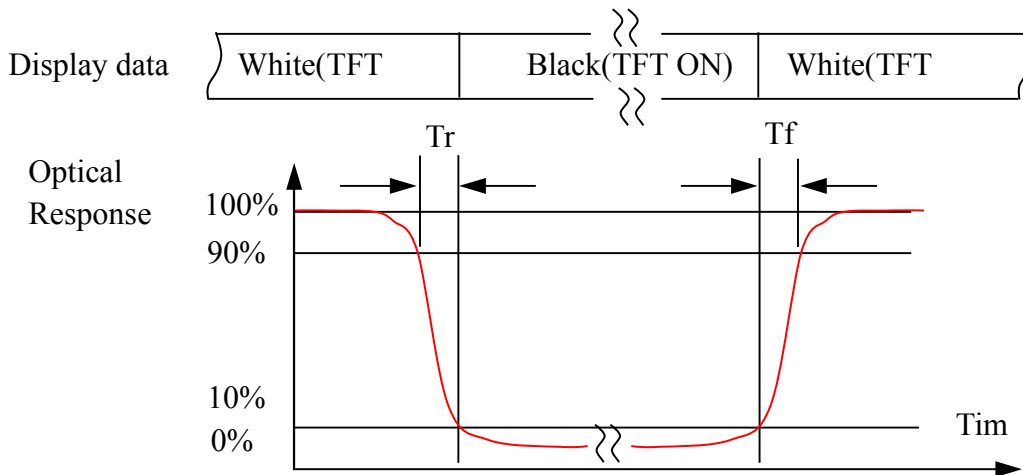 Display data White(TFT Black(TFT ON) White(TFT
Tr Tf
Optical
Response
100%
90%
10%
0%
Tim